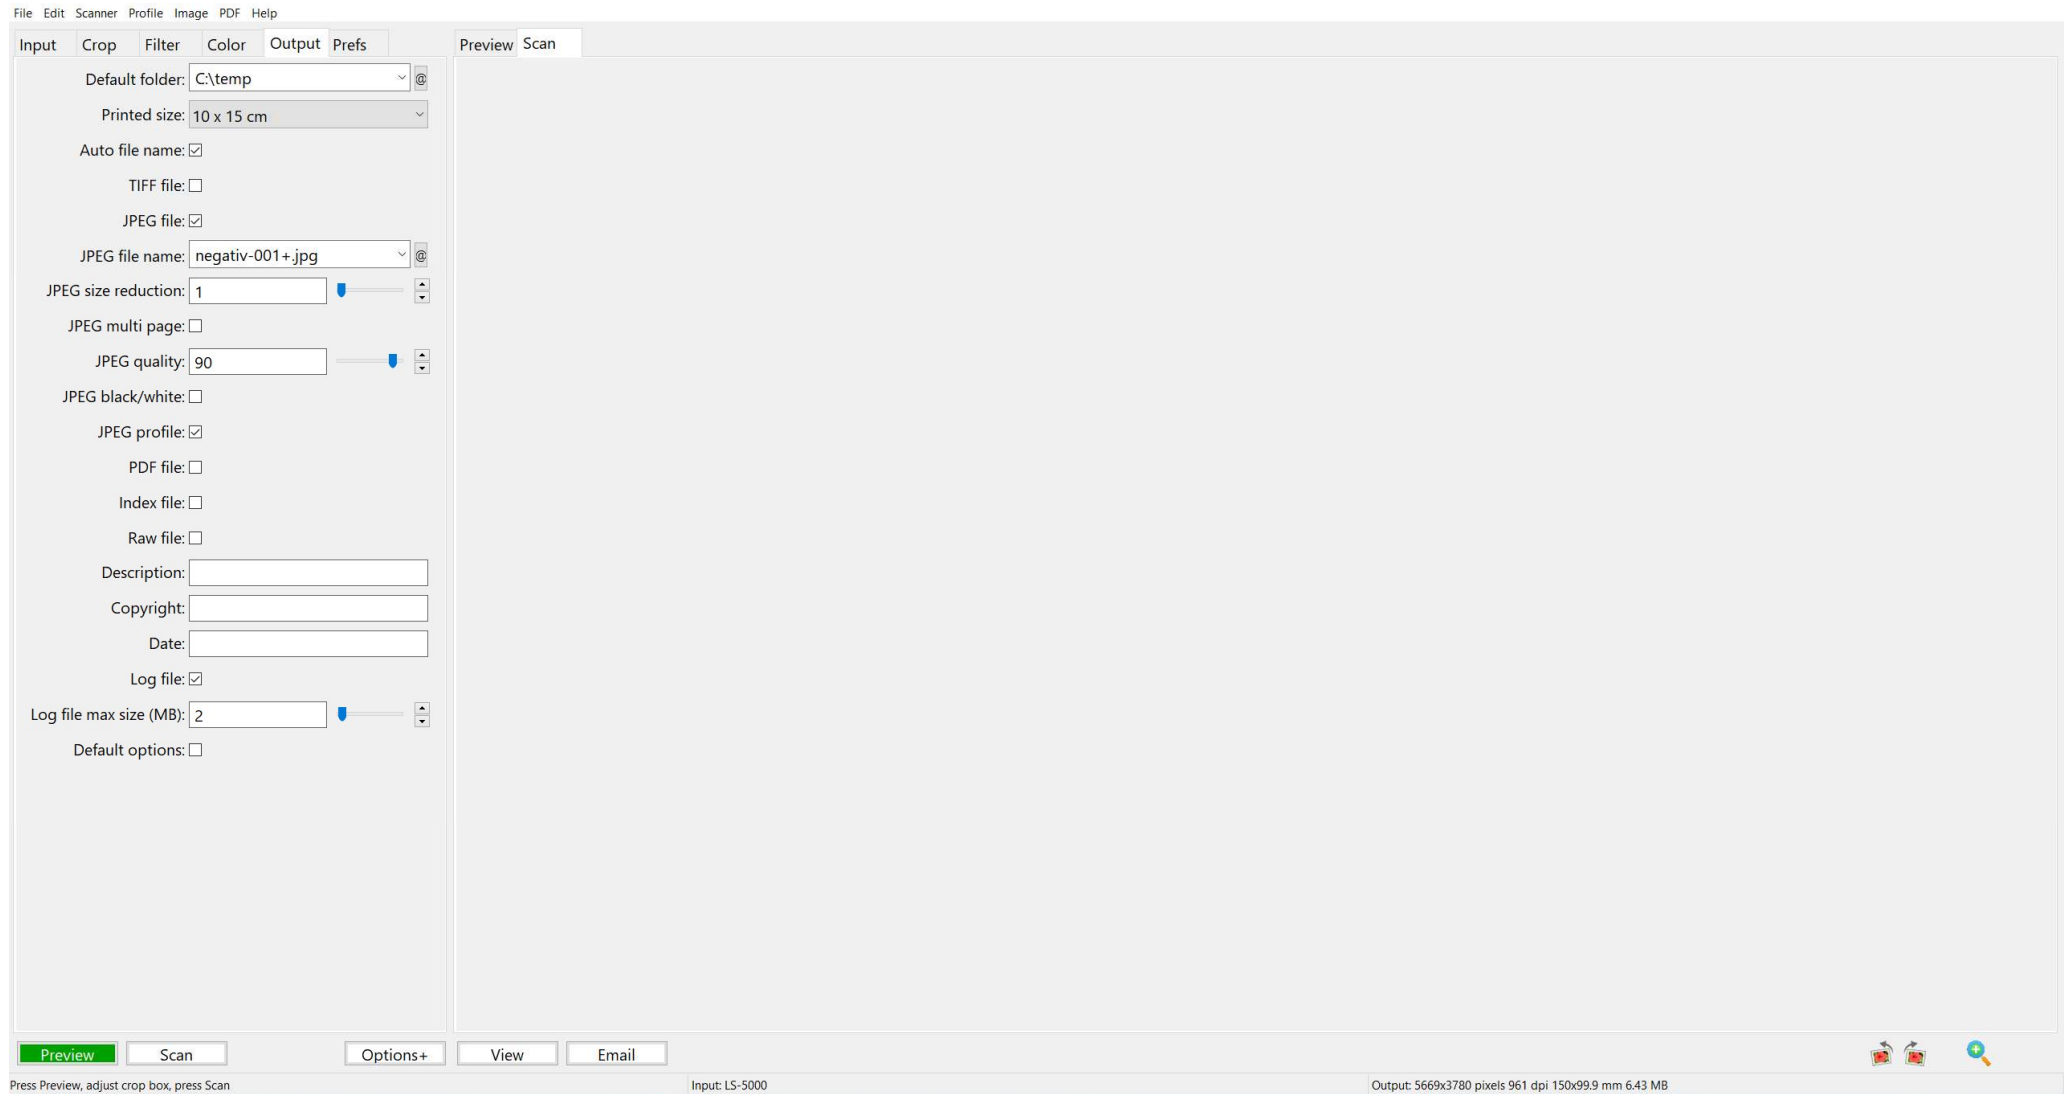 File Edit Scanner Profile Image PDF Help
Input Crop Filter Color Output Prefs Preview Scan
Default folder: C:\temp @
Printed size: 10 x 15 cm
Auto file name:
TIFF file:
JPEG file:
JPEG file name: negativ-001+.jpg @
JPEG size reduction: 1
JPEG multi page:
JPEG quality: 90
JPEG black/white:
JPEG profile:
PDF file:
Index file:
Raw file:
Description:
Copyright:
Date:
Log file:
Log file max size (MB): 2
Default options:
Preview Scan Options+ View Email
Press Preview, adjust crop box, press Scan Input: LS-5000 Output: 5669x3780 pixels 961 dpi 150x99.9 mm 6.43 MB